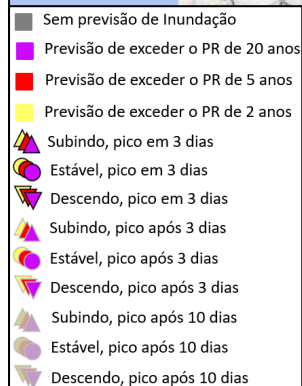 Sem previsão de Inundação
Previsão de exceder o PR de 20 anos
Previsão de exceder o PR de 5 anos
Previsão de exceder o PR de 2 anos
Subindo, pico em 3 dias
Estável, pico em 3 dias
Descendo, pico em 3 dias
Subindo, pico após 3 dias
Estável, pico após 3 dias
Descendo, pico após 3 dias
Subindo, pico após 10 dias
Estável, pico após 10 dias
Descendo, pico após 10 dias